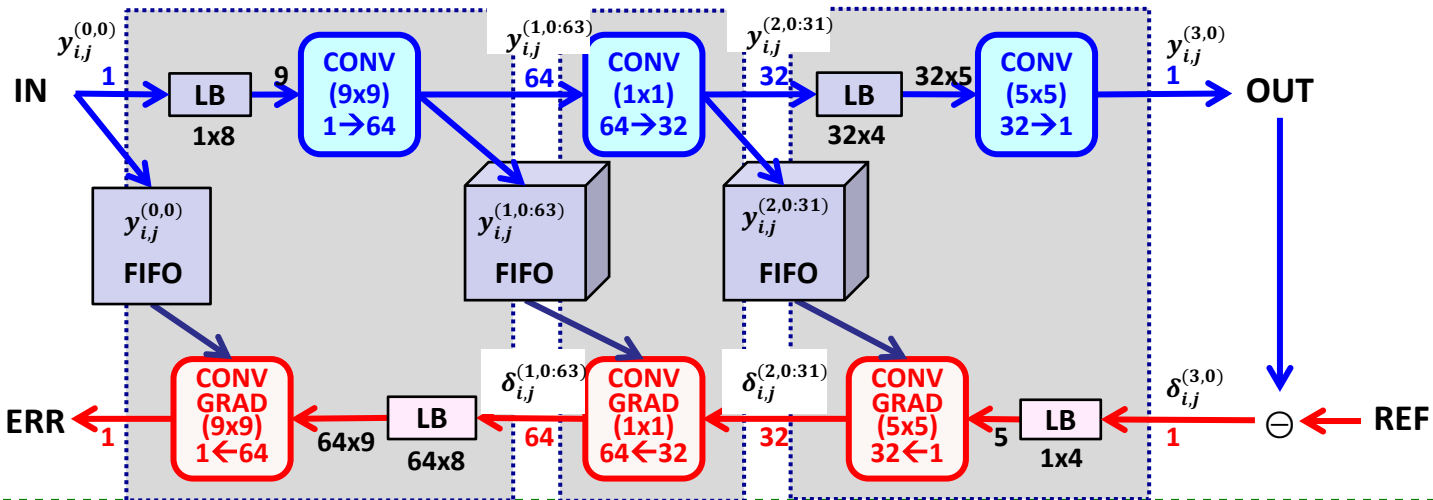 y_{i,j}^{(0,0)}
y_{i,j}^{(1,0:63)}
y_{i,j}^{(2,0:31)}
y_{i,j}^{(3,0)}
IN
1
LB
1x8
9
CONV
(9x9)
1→64
64
CONV
(1x1)
64→32
32
LB
32x4
32x5
CONV
(5x5)
32→1
1
OUT
y_{i,j}^{(0,0)}
FIFO
y_{i,j}^{(1,0:63)}
FIFO
y_{i,j}^{(2,0:31)}
FIFO
δ_{i,j}^{(1,0:63)}
δ_{i,j}^{(2,0:31)}
δ_{i,j}^{(3,0)}
ERR
1
CONV
GRAD
(9x9)
1←64
64x9
LB
64x8
64
CONV
GRAD
(1x1)
64←32
32
CONV
GRAD
(5x5)
32←1
5
LB
1x4
1
⊖
REF